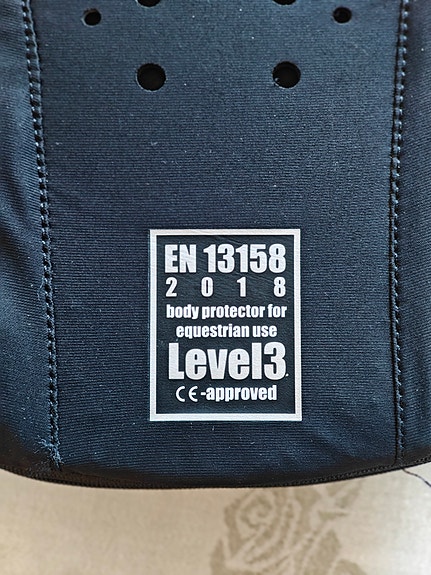 EN 13158
2018
body protector for
equestrian use
Level3
CE-approved